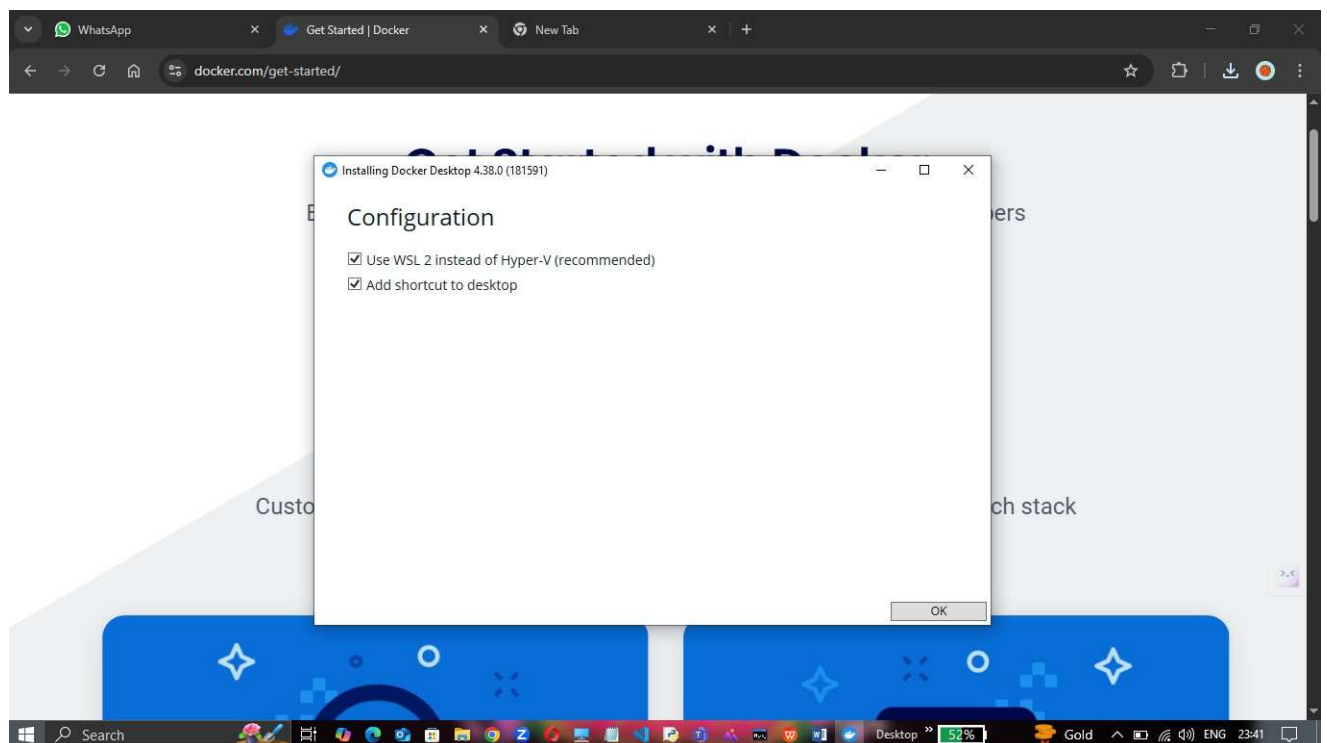 WhatsApp
Get Started | Docker
New Tab
docker.com/get-started/
Installing Docker Desktop 4.38.0 (181591)
Configuration
Use WSL 2 instead of Hyper-V (recommended)
Add shortcut to desktop
ch stack
OK
Search
Desktop
52%
Gold
ENG
23:41